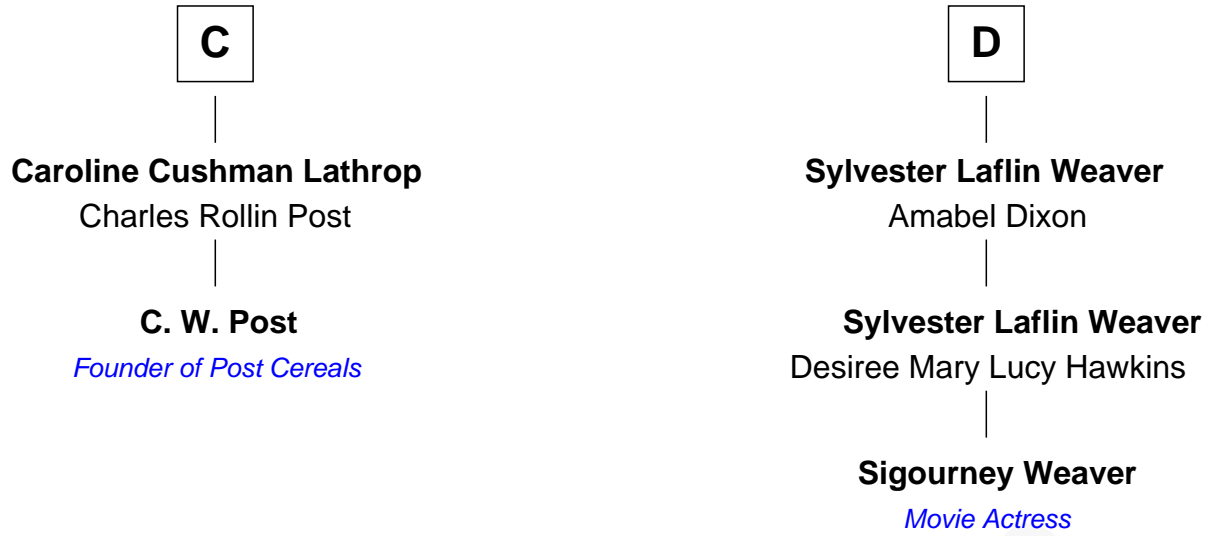 C
Caroline Cushman Lathrop
Charles Rollin Post
C. W. Post
Founder of Post Cereals
D
Sylvester Laflin Weaver
Amabel Dixon
Sylvester Laflin Weaver
Desiree Mary Lucy Hawkins
Sigourney Weaver
Movie Actress